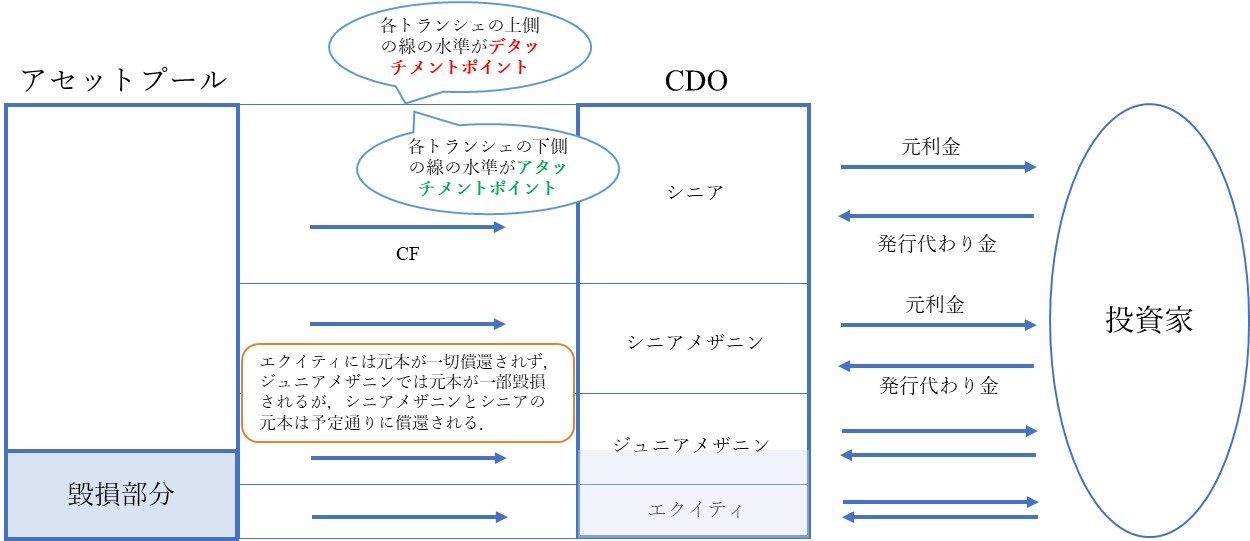 各トランシェの上側
の線の水準がデタッ
チメントポイント
アセットプール
CDO
各トランシェの下側
の線の水準がアタッ
チメントポイント
シニア
元利金
発行代わり金
CF
元利金
投資家
シニアメザニン
エクイティには元本が一切償還されず,
ジュニアメザニンでは元本が一部毀損
されるが，シニアメザニンとシニアの
元本は予定通りに償還される.
発行代わり金
ジュニアメザニン
毀損部分
エクイティ